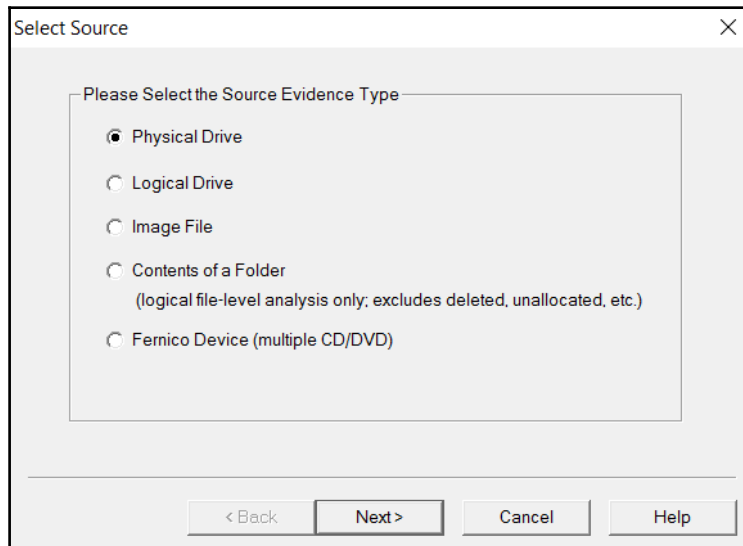 Select Source
Please Select the Source Evidence Type
Physical Drive
Logical Drive
Image File
Contents of a Folder
(logical file-level analysis only; excludes deleted, unallocated, etc.)
Fernico Device (multiple CD/DVD)
< Back Next > Cancel Help